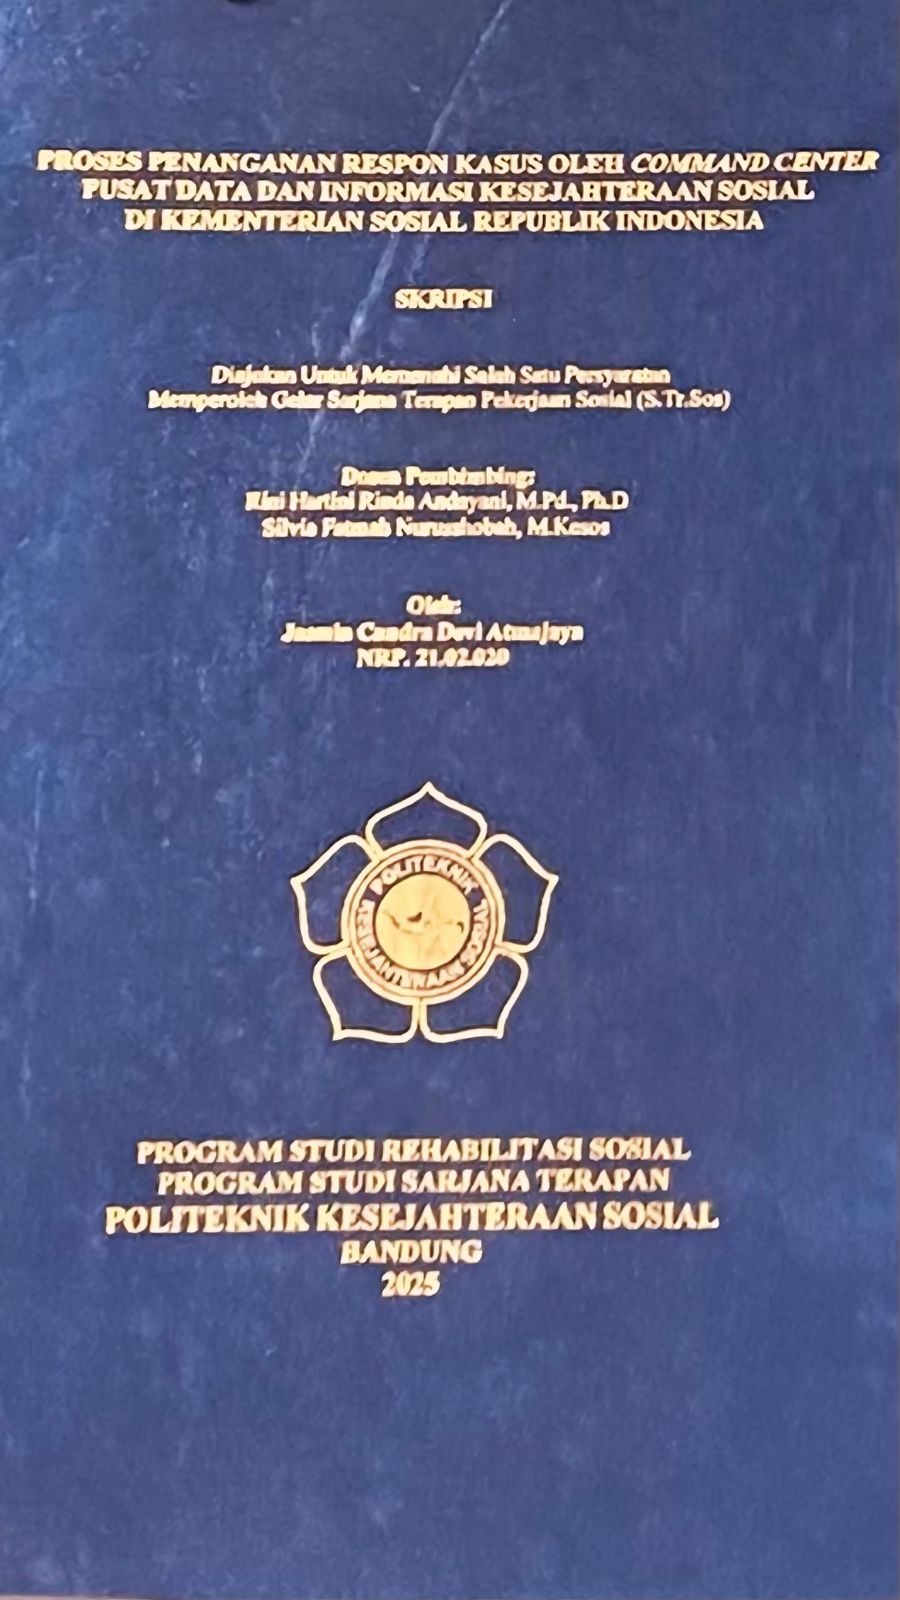 PROSES PENANGANAN RESPON KASUS OLEH COMMAND CENTER
PUSAT DATA DAN INFORMASI KESEJAHTERAAN SOSIAL
DI KEMENTERIAN SOSIAL REPUBLIK INDONESIA
SKRIPSI
Diajukan Untuk Memenuhi Salah Satu Persyaratan
Memperoleh Gelar Sarjana Terapan Pekerjaan Sosial (S.Tr.Sos)
Dosen Pembimbing:
Rini Hartini Rinda Andayani, M.Pd., Ph.D
Silvia Fatmah Nurusshobah, M.Kesos
Oleh:
Jasmin Candra Devi Atmajaya
NRP. 21.02.020
POLITEKNIK
KESEJAHTERAAN SOSIAL
PROGRAM STUDI REHABILITASI SOSIAL
PROGRAM STUDI SARJANA TERAPAN
POLITEKNIK KESEJAHTERAAN SOSIAL
BANDUNG
2025